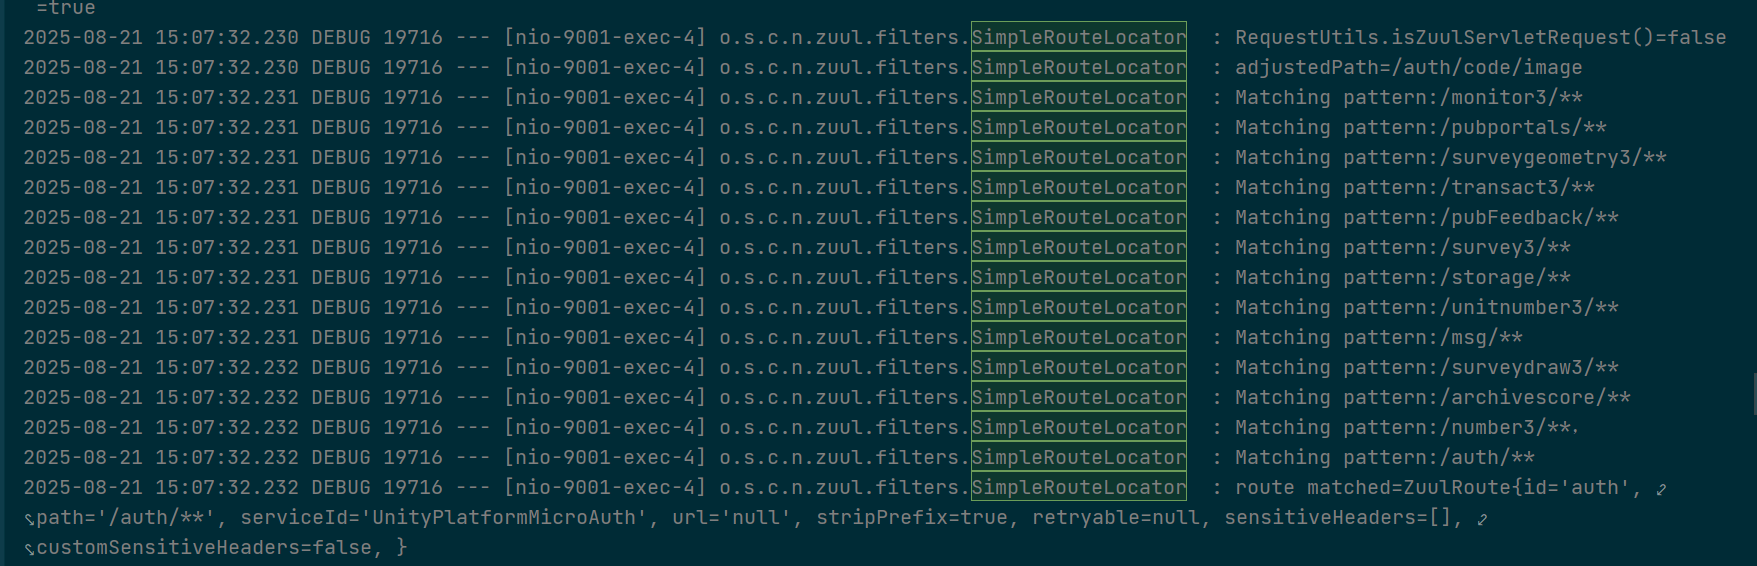 =true
2025-08-21 15:07:32.230 DEBUG 19716 --- [nio-9001-exec-4] o.s.c.n.zuul.filters.SimpleRouteLocator  : RequestUtils.isZuulServletRequest()=false
2025-08-21 15:07:32.230 DEBUG 19716 --- [nio-9001-exec-4] o.s.c.n.zuul.filters.SimpleRouteLocator  : adjustedPath=/auth/code/image
2025-08-21 15:07:32.231 DEBUG 19716 --- [nio-9001-exec-4] o.s.c.n.zuul.filters.SimpleRouteLocator  : Matching pattern:/monitor3/**
2025-08-21 15:07:32.231 DEBUG 19716 --- [nio-9001-exec-4] o.s.c.n.zuul.filters.SimpleRouteLocator  : Matching pattern:/pubportals/**
2025-08-21 15:07:32.231 DEBUG 19716 --- [nio-9001-exec-4] o.s.c.n.zuul.filters.SimpleRouteLocator  : Matching pattern:/surveygeometry3/**
2025-08-21 15:07:32.231 DEBUG 19716 --- [nio-9001-exec-4] o.s.c.n.zuul.filters.SimpleRouteLocator  : Matching pattern:/transact3/**
2025-08-21 15:07:32.231 DEBUG 19716 --- [nio-9001-exec-4] o.s.c.n.zuul.filters.SimpleRouteLocator  : Matching pattern:/pubFeedback/**
2025-08-21 15:07:32.231 DEBUG 19716 --- [nio-9001-exec-4] o.s.c.n.zuul.filters.SimpleRouteLocator  : Matching pattern:/survey3/**
2025-08-21 15:07:32.231 DEBUG 19716 --- [nio-9001-exec-4] o.s.c.n.zuul.filters.SimpleRouteLocator  : Matching pattern:/storage/**
2025-08-21 15:07:32.231 DEBUG 19716 --- [nio-9001-exec-4] o.s.c.n.zuul.filters.SimpleRouteLocator  : Matching pattern:/unitnumber3/**
2025-08-21 15:07:32.231 DEBUG 19716 --- [nio-9001-exec-4] o.s.c.n.zuul.filters.SimpleRouteLocator  : Matching pattern:/msg/**
2025-08-21 15:07:32.232 DEBUG 19716 --- [nio-9001-exec-4] o.s.c.n.zuul.filters.SimpleRouteLocator  : Matching pattern:/surveydraw3/**
2025-08-21 15:07:32.232 DEBUG 19716 --- [nio-9001-exec-4] o.s.c.n.zuul.filters.SimpleRouteLocator  : Matching pattern:/archivescore/**
2025-08-21 15:07:32.232 DEBUG 19716 --- [nio-9001-exec-4] o.s.c.n.zuul.filters.SimpleRouteLocator  : Matching pattern:/number3/**
2025-08-21 15:07:32.232 DEBUG 19716 --- [nio-9001-exec-4] o.s.c.n.zuul.filters.SimpleRouteLocator  : Matching pattern:/auth/**
2025-08-21 15:07:32.232 DEBUG 19716 --- [nio-9001-exec-4] o.s.c.n.zuul.filters.SimpleRouteLocator  : route matched=ZuulRoute{id='auth',
path='/auth/**', serviceId='UnityPlatformMicroAuth', url='null', stripPrefix=true, retryable=null, sensitiveHeaders=[],
customSensitiveHeaders=false, }